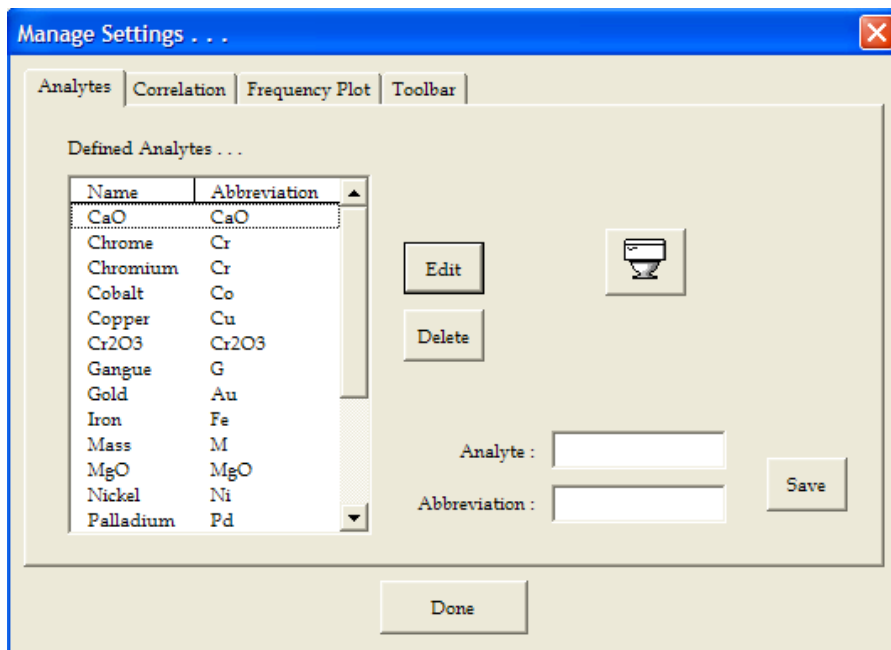 Manage Settings . . .
Analytes Correlation Frequency Plot Toolbar
Defined Analytes . . .
Name Abbreviation
CaO CaO
Chrome Cr
Chromium Cr
Cobalt Co
Copper Cu
Cr2O3 Cr2O3
Gangue G
Gold Au
Iron Fe
Mass M
MgO MgO
Nickel Ni
Palladium Pd
Edit
Delete
Analyte :
Abbreviation :
Save
Done